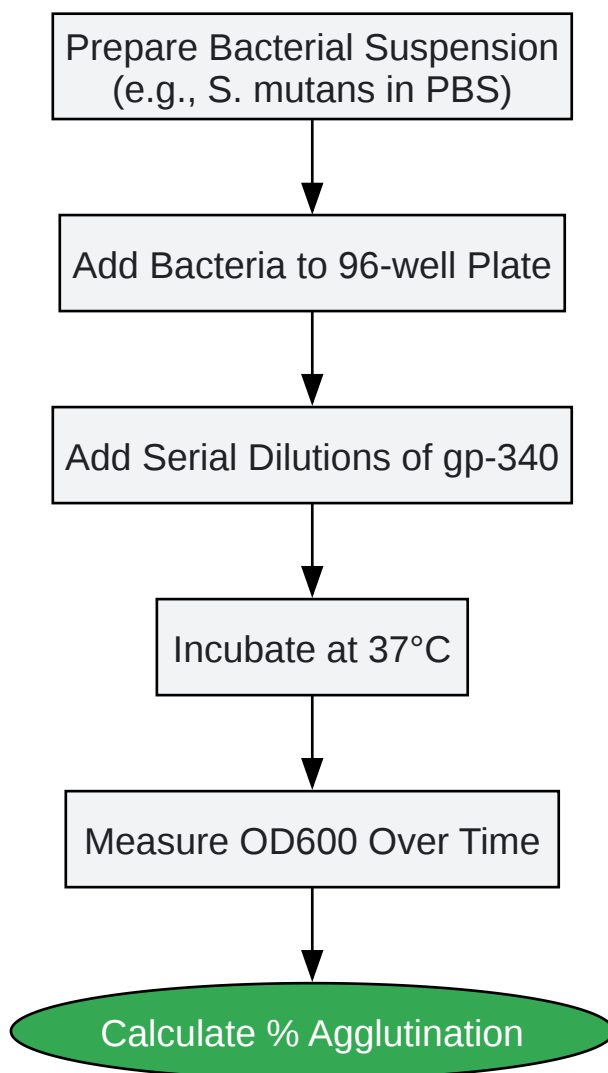 Prepare Bacterial Suspension
(e.g., S. mutans in PBS)
Add Bacteria to 96-well Plate
Add Serial Dilutions of gp-340
Incubate at 37°C
Measure OD600 Over Time
Calculate % Agglutination